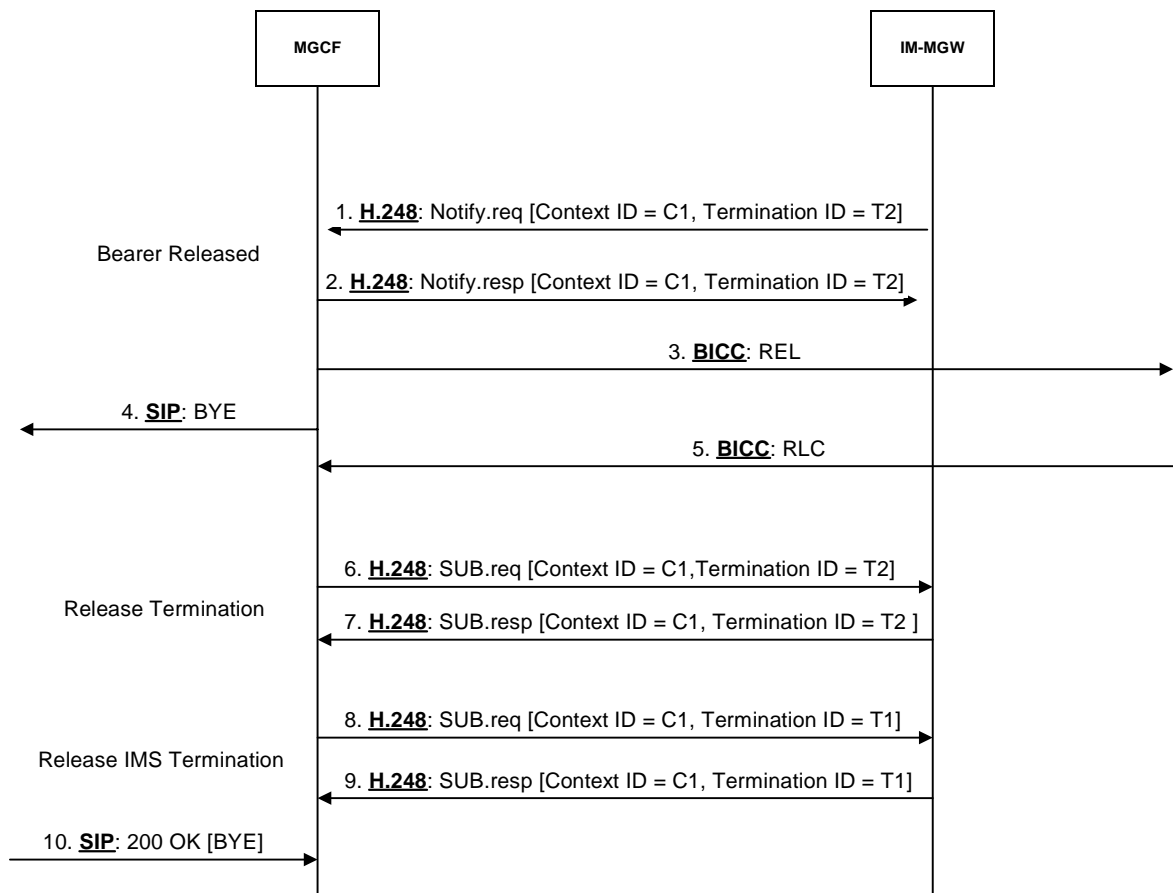 MGCF
IM-MGW
1. H.248: Notify.req [Context ID = C1, Termination ID = T2]
Bearer Released
2. H.248: Notify.resp [Context ID = C1, Termination ID = T2]
3. BICC: REL
4. SIP: BYE
5. BICC: RLC
6. H.248: SUB.req [Context ID = C1,Termination ID = T2]
Release Termination
7. H.248: SUB.resp [Context ID = C1, Termination ID = T2 ]
8. H.248: SUB.req [Context ID = C1, Termination ID = T1]
Release IMS Termination
9. H.248: SUB.resp [Context ID = C1, Termination ID = T1]
10. SIP: 200 OK [BYE]